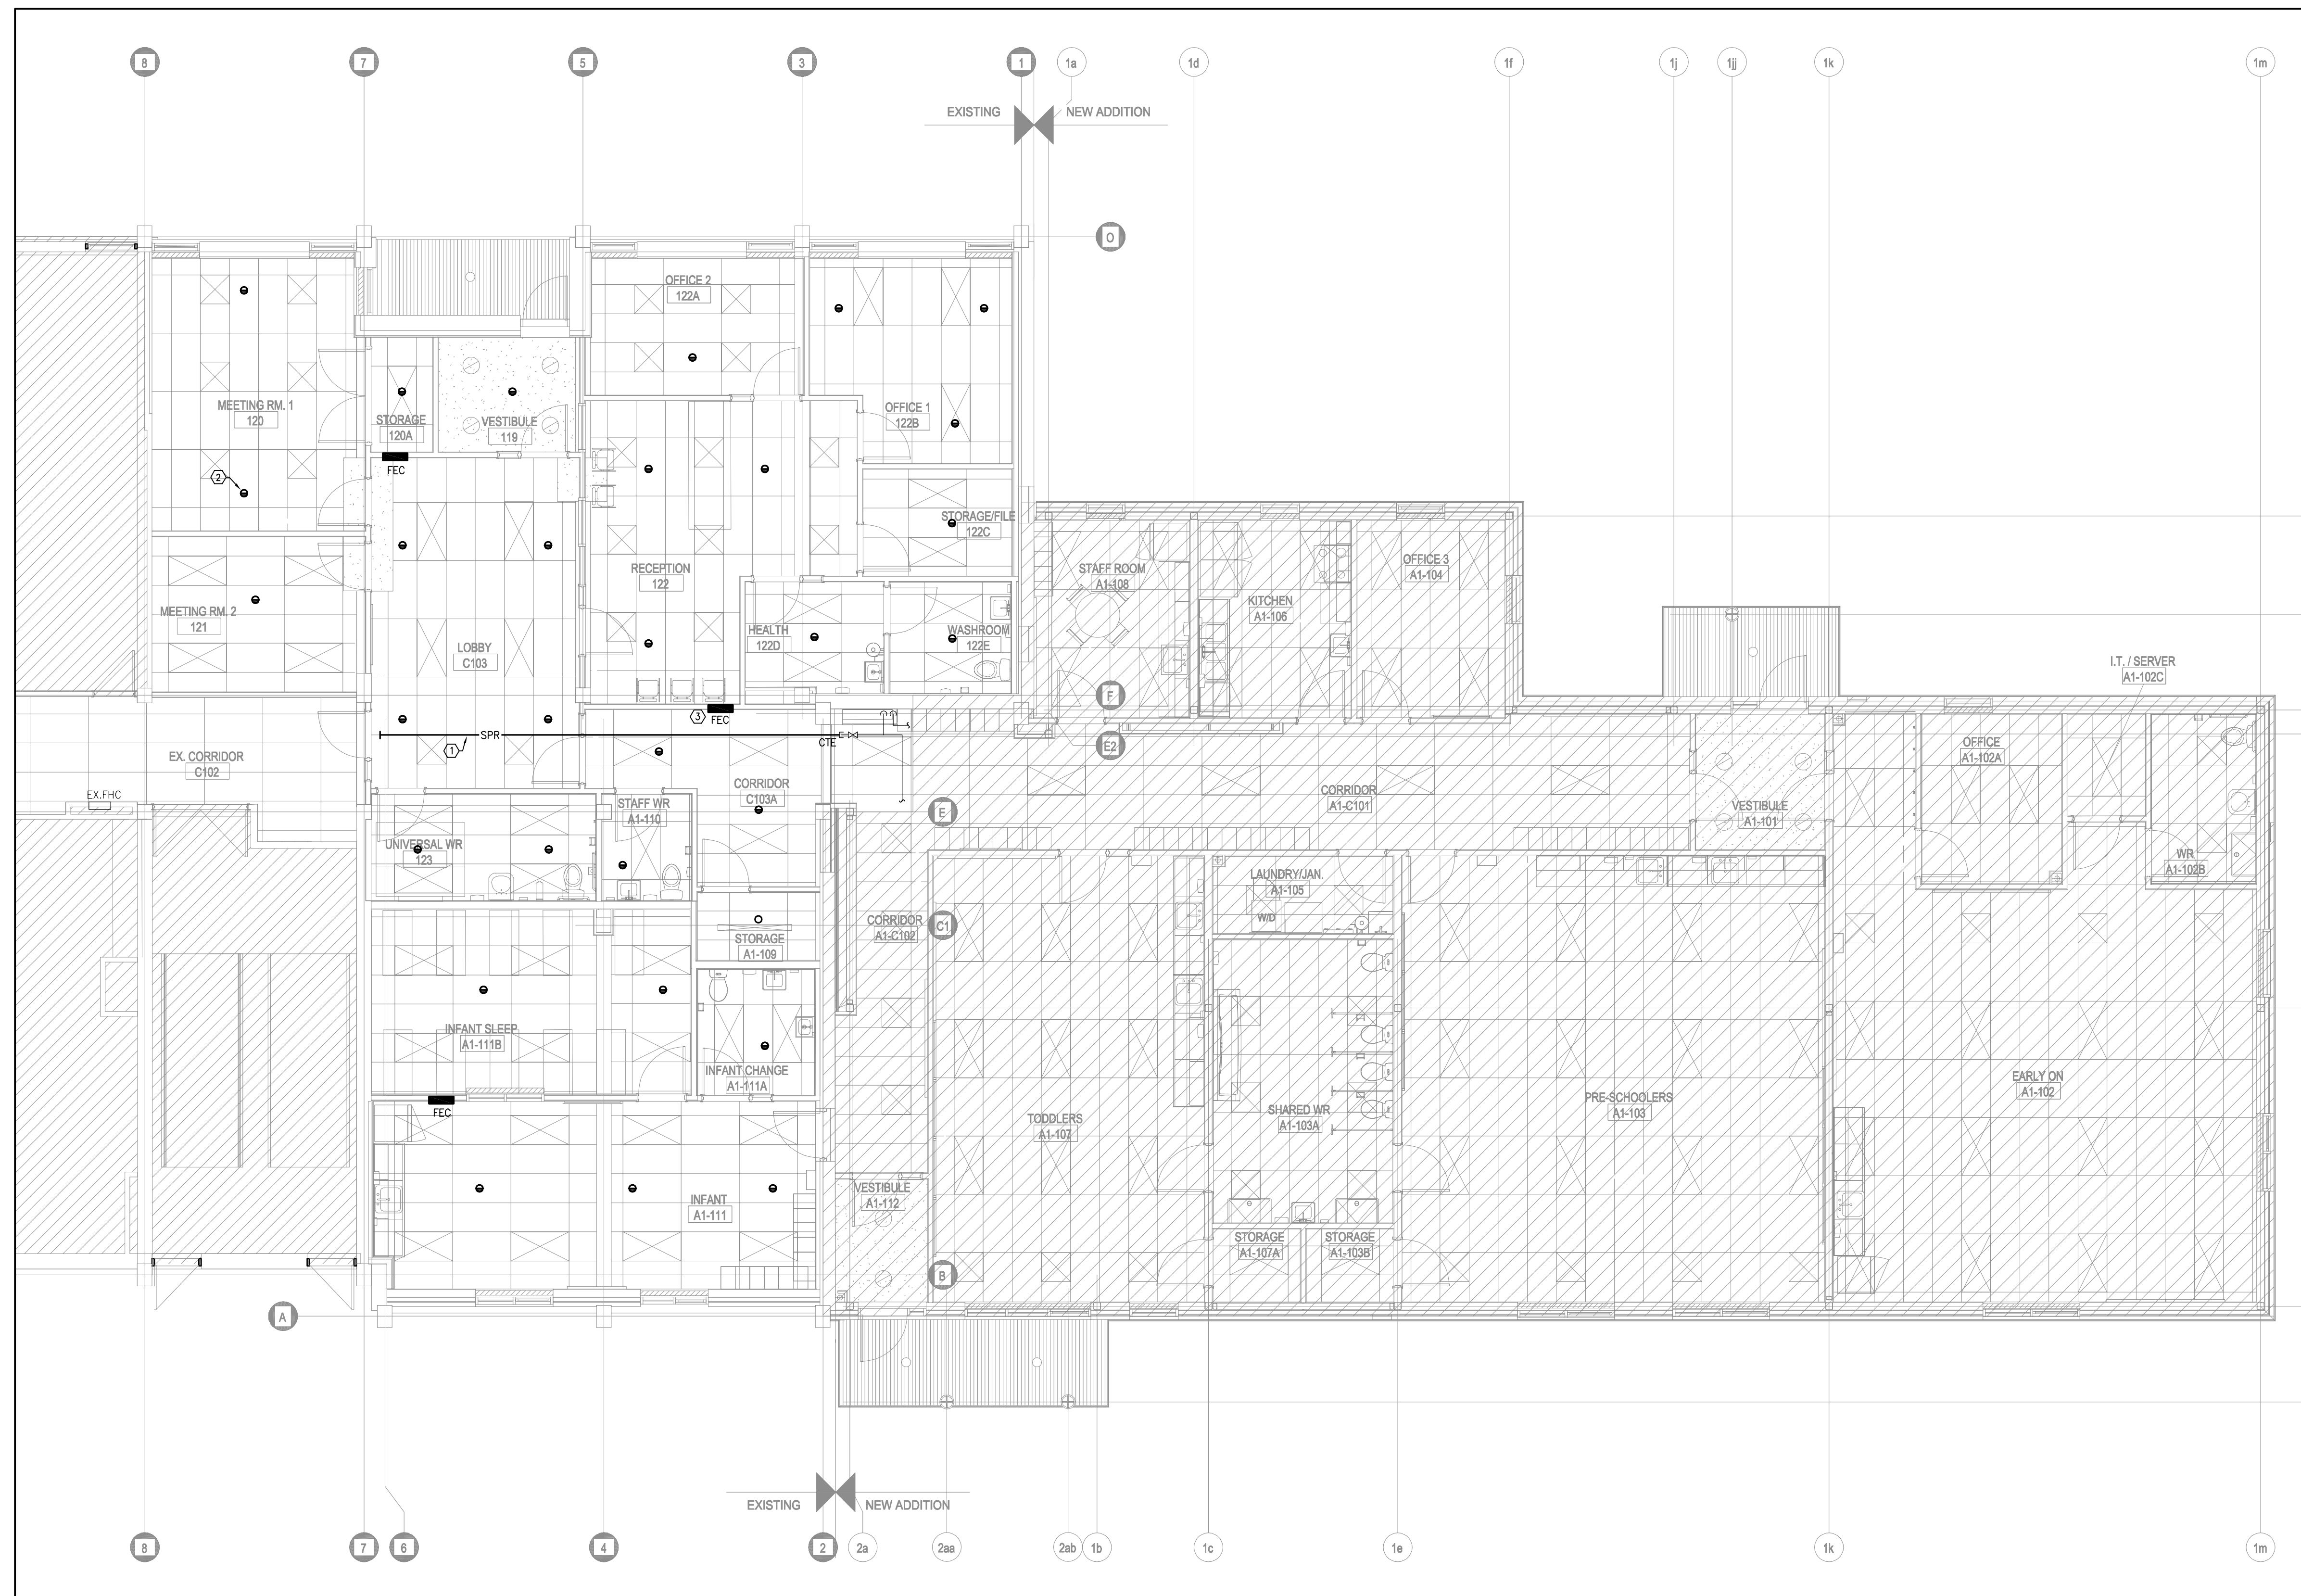 8
7
5
3
1
1a
1d
1f
1j
1jj
1k
1m
EXISTING
NEW ADDITION
O
OFFICE 2
122A
MEETING RM. 1
120
STORAGE
120A
VESTIBULE
119
OFFICE 1
122B
FEC
2
STORAGE/FILE
122C
RECEPTION
122
STAFF ROOM
A1-108
KITCHEN
A1-106
OFFICE 3
A1-104
MEETING RM. 2
121
LOBBY
C103
HEALTH
122D
WASHROOM
122E
I.T. / SERVER
A1-102C
F
3
FEC
SPR
1
CTE
E2
EX. CORRIDOR
C102
EX.FHC
CORRIDOR
C103A
STAFF WR
A1-110
CORRIDOR
A1-C101
OFFICE
A1-102A
VESTIBULE
A1-101
E
UNIVERSAL WR
123
WR
A1-102B
LAUNDRY/JAN.
A1-105
W/D
CORRIDOR
A1-C102
C1
STORAGE
A1-109
INFANT SLEEP
A1-111B
INFANT CHANGE
A1-111A
FEC
TODDLERS
A1-107
SHARED WR
A1-103A
PRE-SCHOOLERS
A1-103
EARLY ON
A1-102
INFANT
A1-111
VESTIBULE
A1-112
STORAGE
A1-107A
STORAGE
A1-103B
B
A
EXISTING
NEW ADDITION
8
7
6
4
2
2a
2aa
2ab
1b
1c
1e
1k
1m